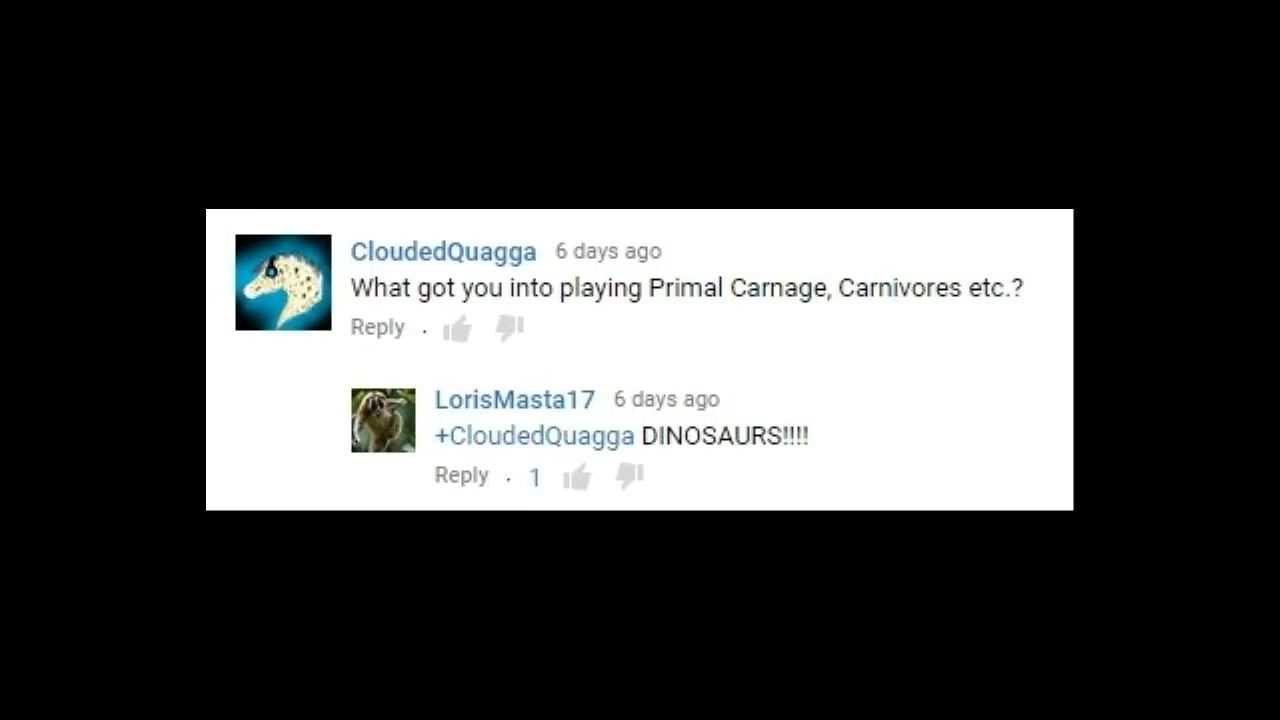 CloudedQuagga 6 days ago
What got you into playing Primal Carnage, Carnivores etc.?
Reply .
LorisMasta17 6 days ago
+CloudedQuagga DINOSAURS!!!!
Reply . 1